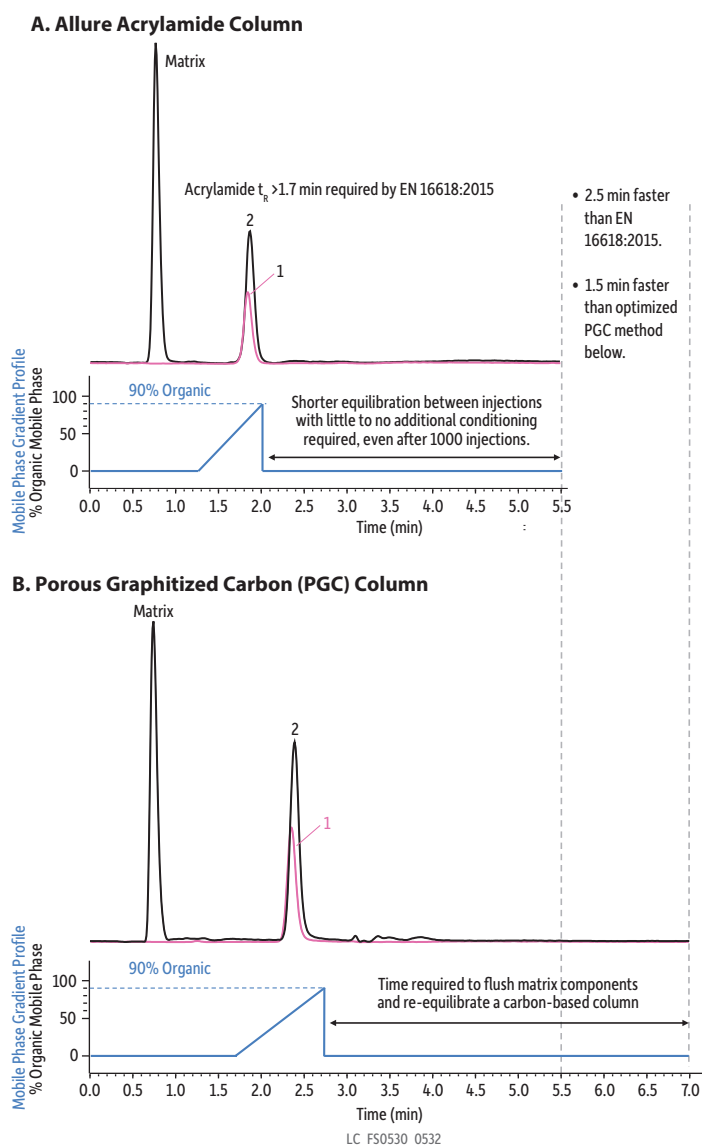 A. Allure Acrylamide Column
Matrix
Acrylamide tR >1.7 min required by EN 16618:2015
2
1
• 2.5 min faster
than EN
16618:2015.
• 1.5 min faster
than optimized
PGC method
below.
Mobile Phase Gradient Profile
% Organic Mobile Phase
100
50
0
90% Organic
Shorter equilibration between injections
with little to no additional conditioning
required, even after 1000 injections.
0.0 0.5 1.0 1.5 2.0 2.5 3.0 3.5 4.0 4.5 5.0 5.5
Time (min)
:
B. Porous Graphitized Carbon (PGC) Column
Matrix
2
1
Mobile Phase Gradient Profile
% Organic Mobile Phase
100
50
0
90% Organic
Time required to flush matrix components
and re-equilibrate a carbon-based column
0.0 0.5 1.0 1.5 2.0 2.5 3.0 3.5 4.0 4.5 5.0 5.5 6.0 6.5 7.0
Time (min)
LC_FS0530_0532